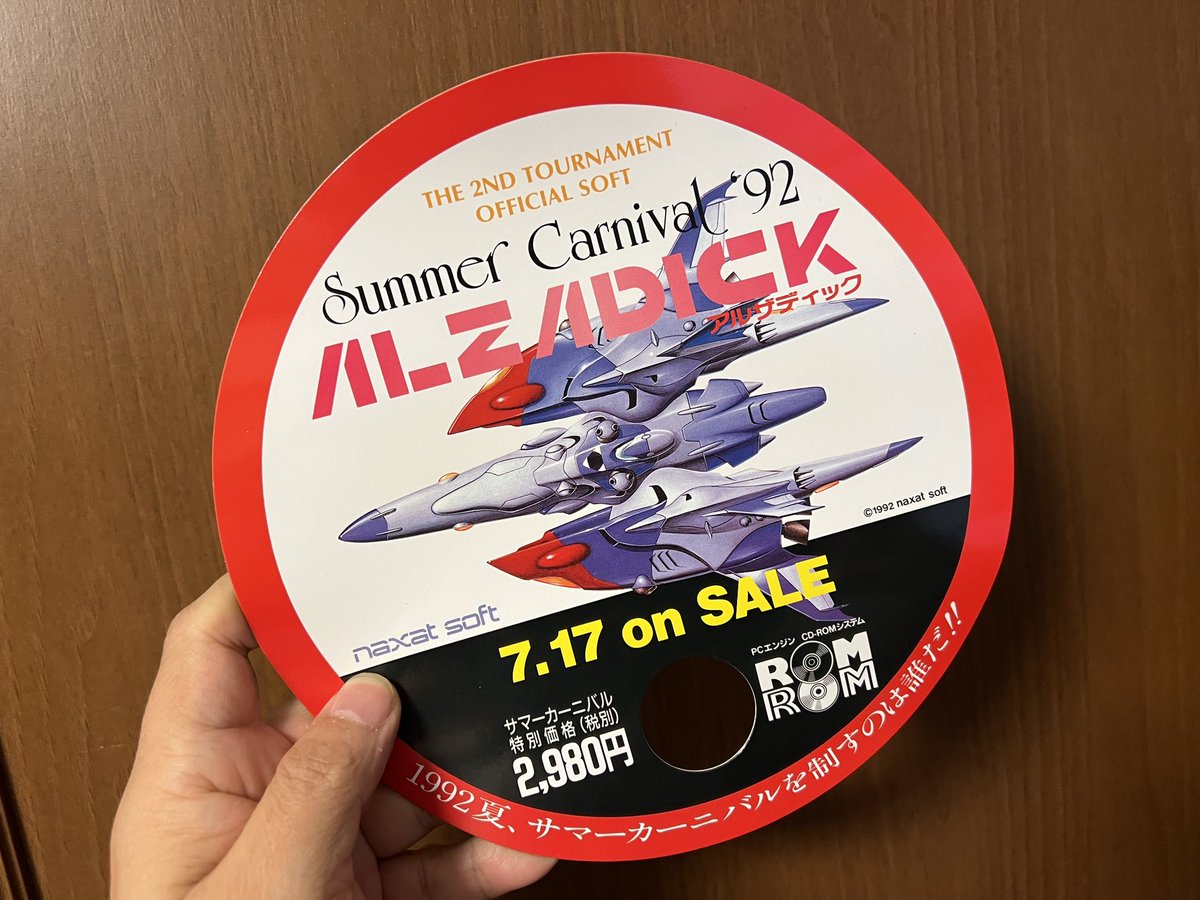 THE 2ND TOURNAMENT
OFFICIAL SOFT
Summer Carnival '92
ALZADICK
アルザディック
©1992 naxat soft
naxat soft
7.17 on SALE
サマーカーニバル
特別価格(税別)
2,980円
PCエンジン CD-ROMシステム
ROM
ROM
1992夏、サマーカーニバルを制すのは誰だ!!